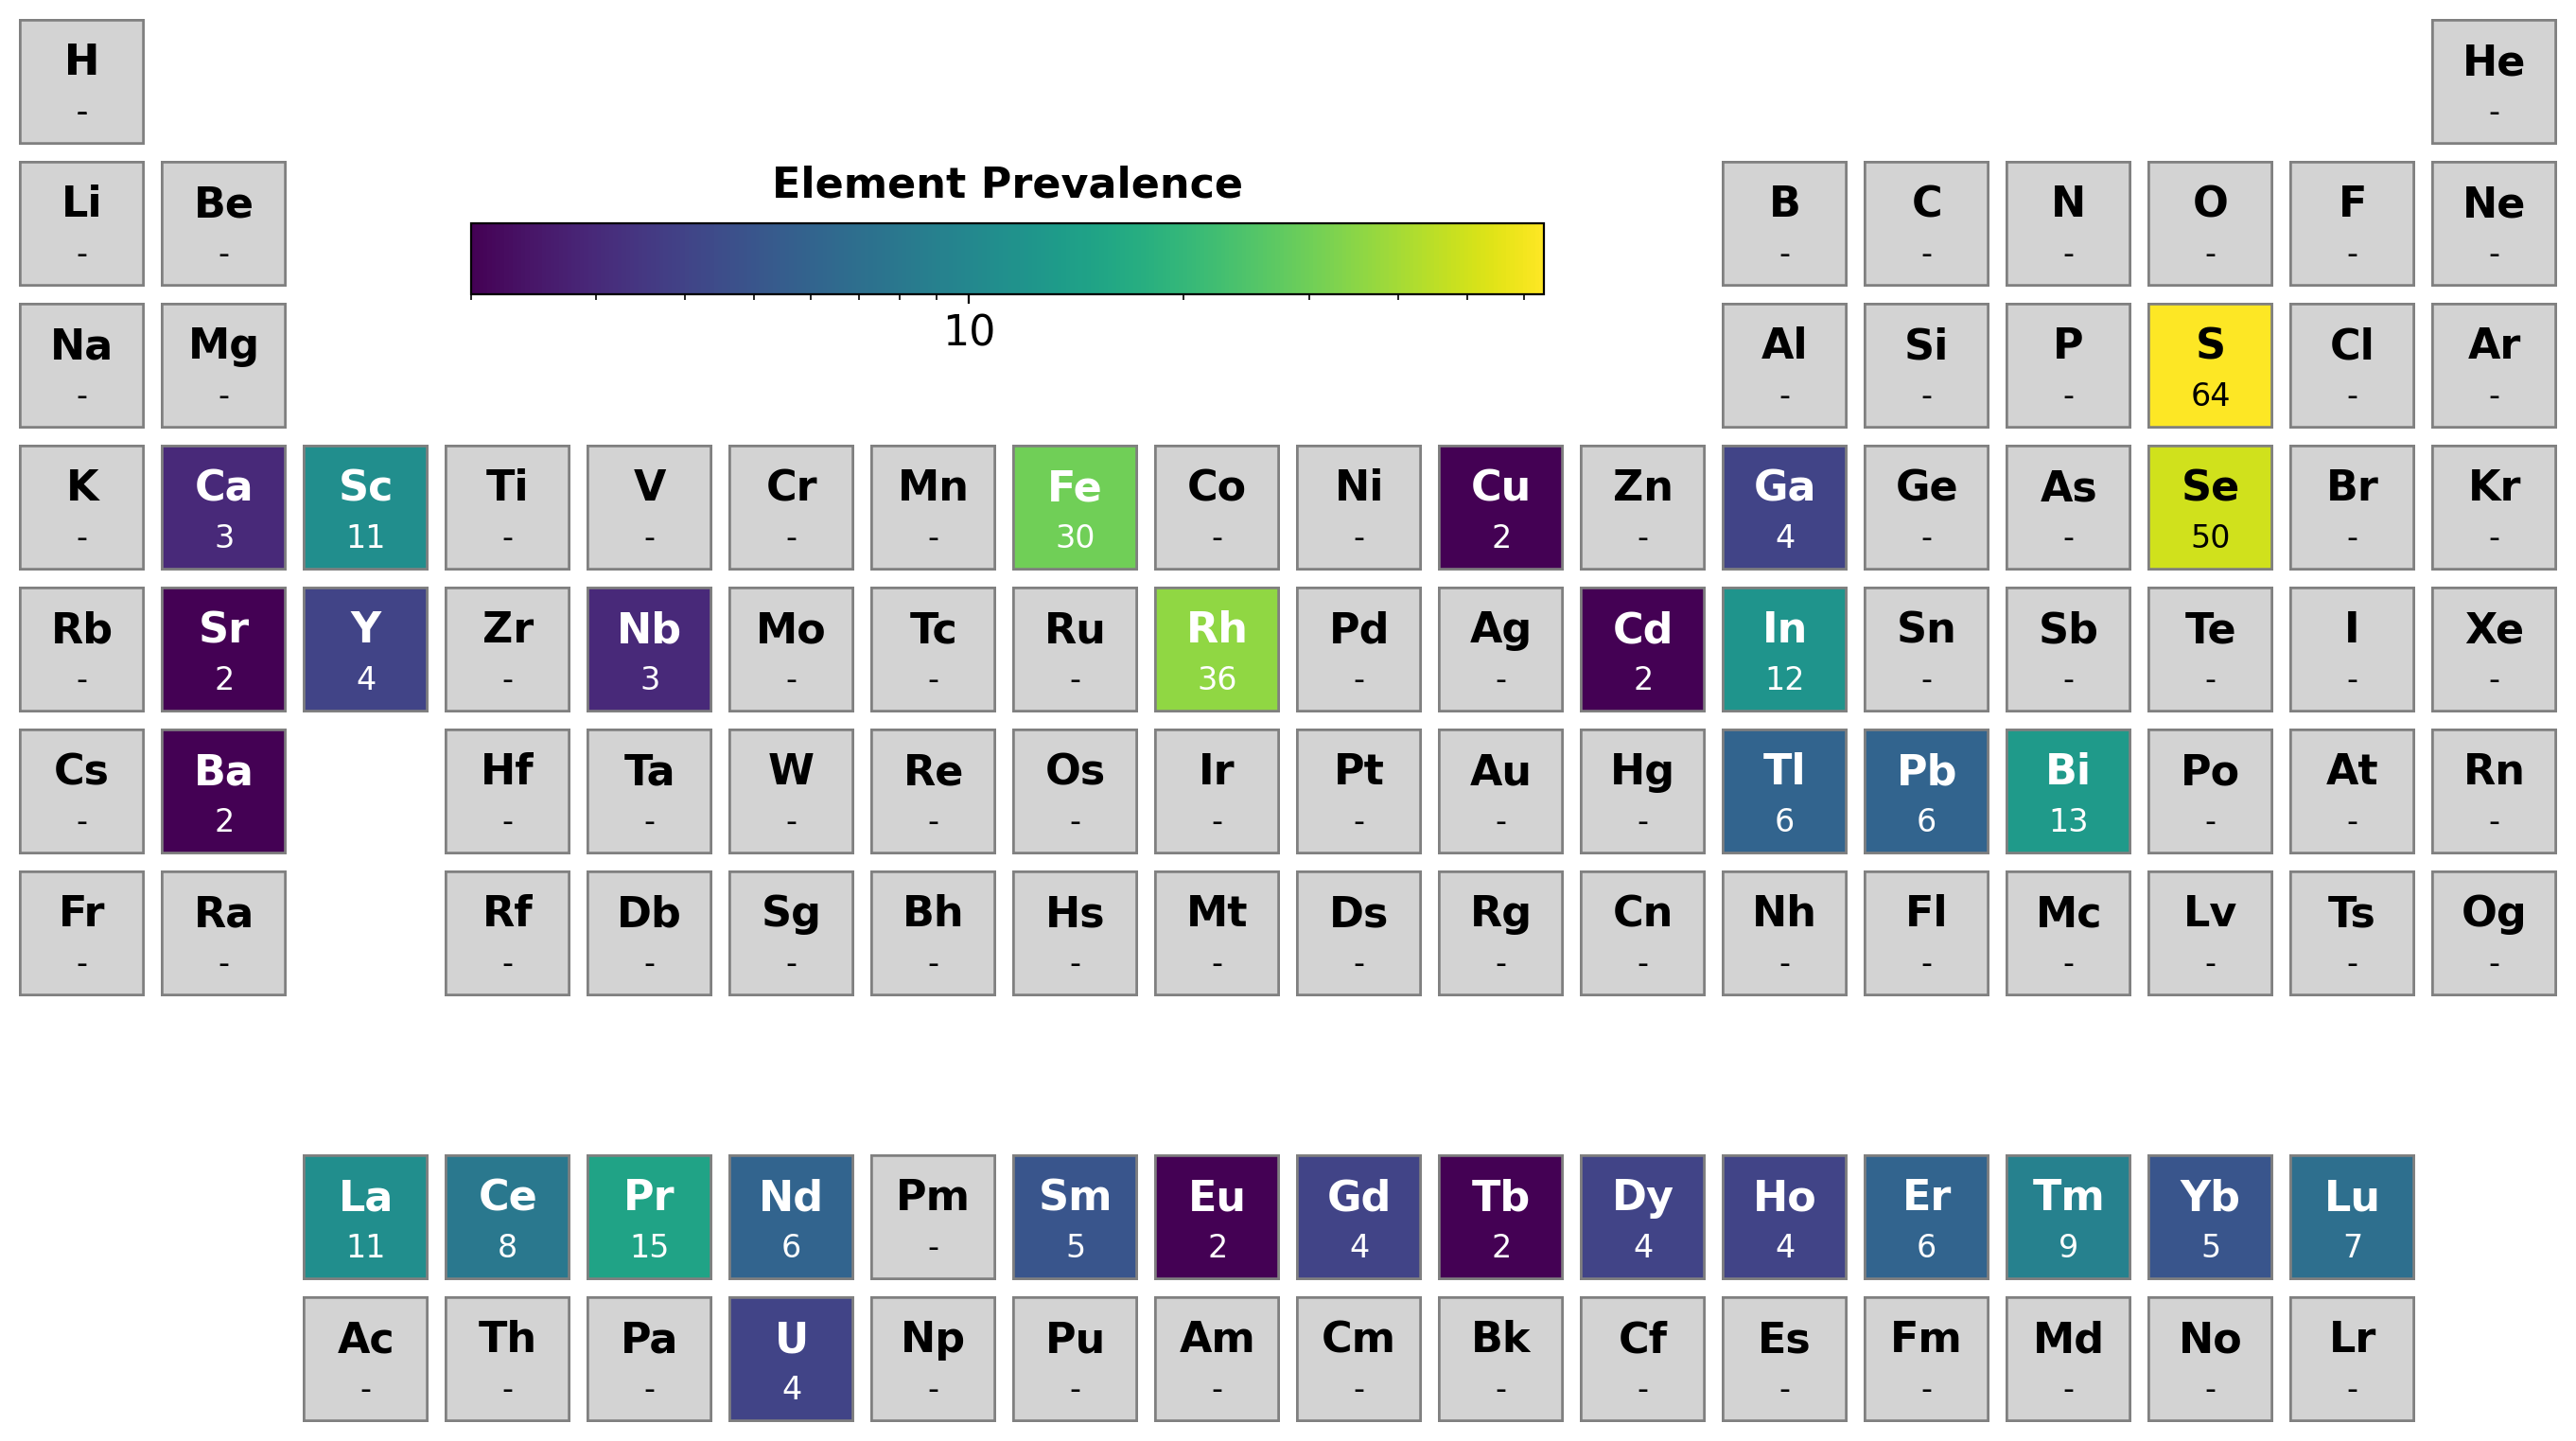 H He
- -
Element Prevalence
Li Be B C N O F Ne
- - - - - - - -
10
Na Mg Al Si P S Cl Ar
- - - - - 64 - -
K Ca Sc Ti V Cr Mn Fe Co Ni Cu Zn Ga Ge As Se Br Kr
- 3 11 - - - - 30 - - 2 - 4 - - 50 - -
Rb Sr Y Zr Nb Mo Tc Ru Rh Pd Ag Cd In Sn Sb Te I Xe
- 2 4 - 3 - - - 36 - - 2 12 - - - - -
Cs Ba Hf Ta W Re Os Ir Pt Au Hg Tl Pb Bi Po At Rn
- 2 - - - - - - - - - 6 6 13 - - -
Fr Ra Rf Db Sg Bh Hs Mt Ds Rg Cn Nh Fl Mc Lv Ts Og
- - - - - - - - - - - - - - - - -
La Ce Pr Nd Pm Sm Eu Gd Tb Dy Ho Er Tm Yb Lu
11 8 15 6 - 5 2 4 2 4 4 6 9 5 7
Ac Th Pa U Np Pu Am Cm Bk Cf Es Fm Md No Lr
- - - 4 - - - - - - - - - - -